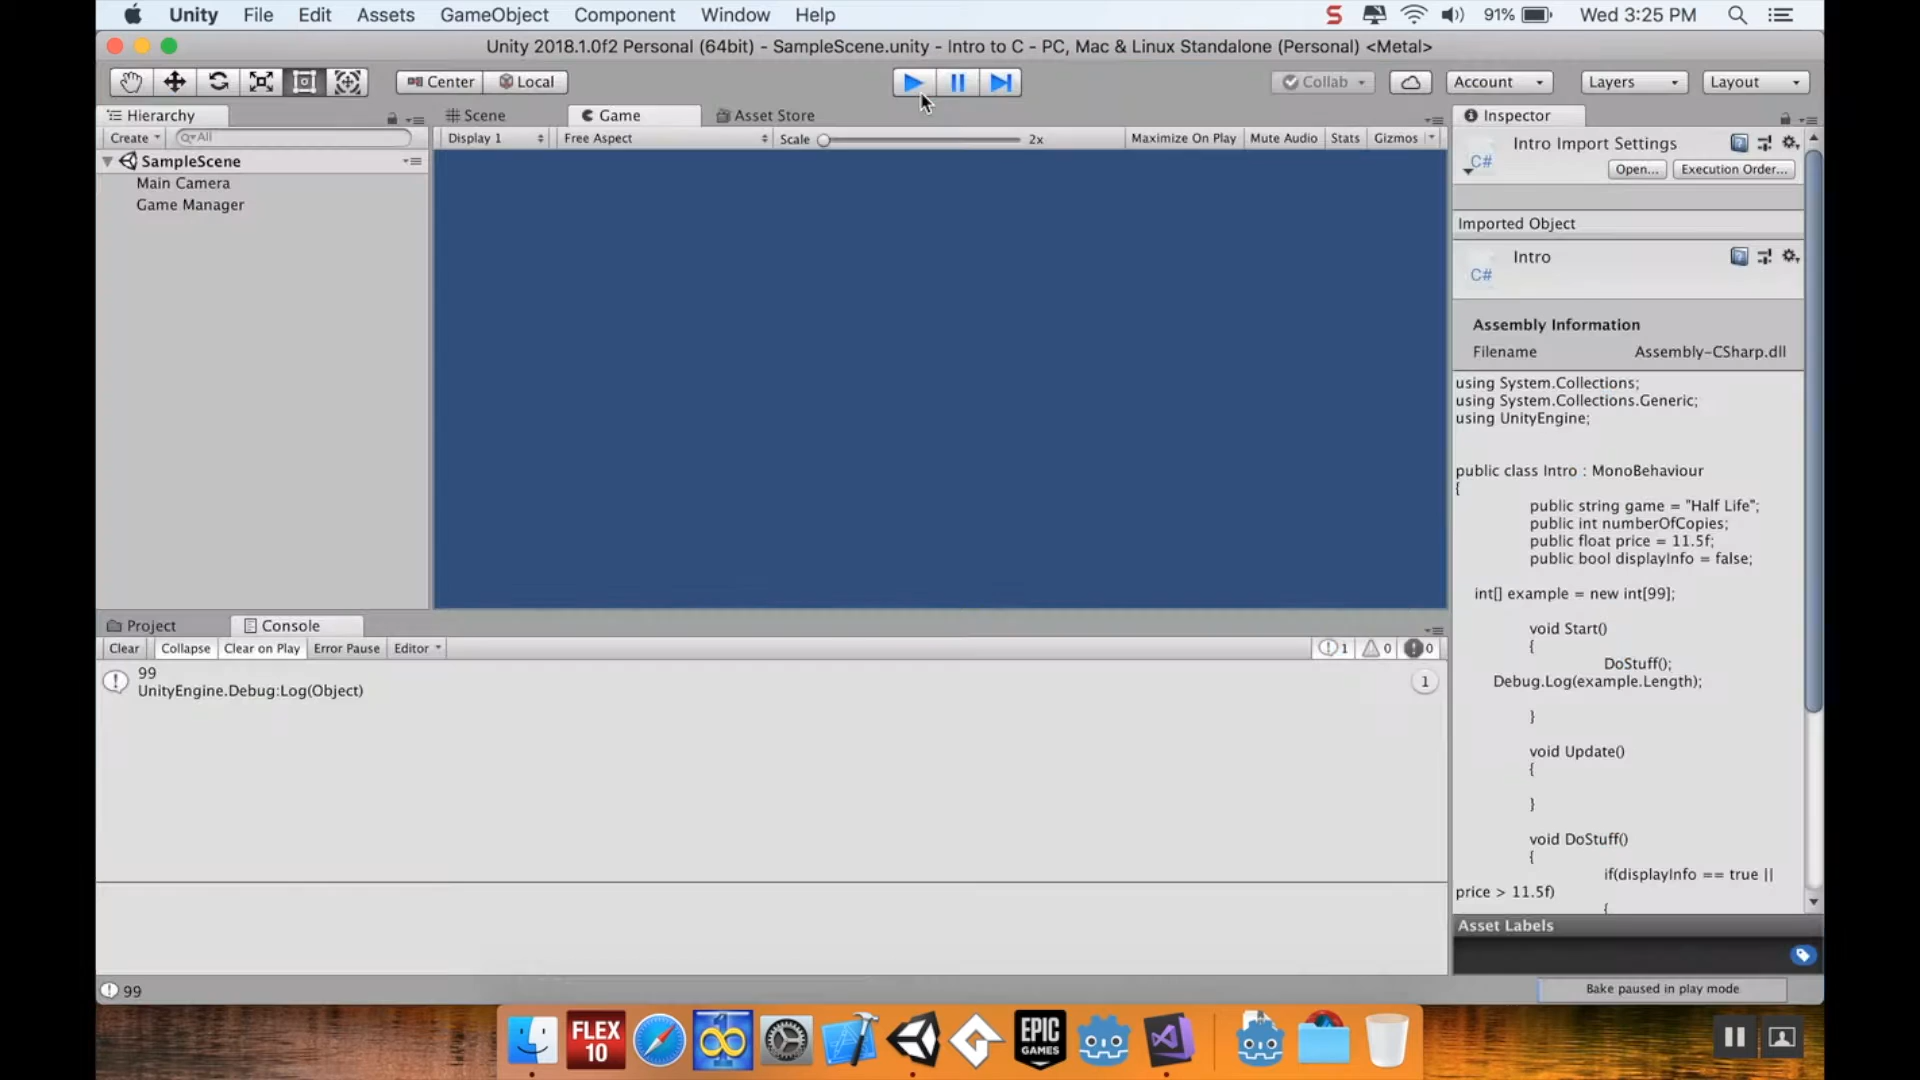 Unity File Edit Assets GameObject Component Window Help 91% Wed 3:25 PM
Unity 2018.1.0f2 Personal (64bit) - SampleScene.unity - Intro to C - PC, Mac & Linux Standalone (Personal) <Metal>
Center Local Collab Account Layers Layout
Hierarchy Scene Game Asset Store Inspector
Create All Display 1 Free Aspect Scale 2x Maximize On Play Mute Audio Stats Gizmos
SampleScene
Main Camera
Game Manager
Intro Import Settings
C#
Open... Execution Order...
Imported Object
Intro
C#
Assembly Information
Filename Assembly-CSharp.dll
using System.Collections;
using System.Collections.Generic;
using UnityEngine;
public class Intro : MonoBehaviour
{
public string game = "Half Life";
public int numberOfCopies;
public float price = 11.5f;
public bool displayInfo = false;
int[] example = new int[99];
void Start()
{
DoStuff();
Debug.Log(example.Length);
}
void Update()
{
}
void DoStuff()
{
if(displayInfo == true ||
price > 11.5f)
{
Asset Labels
Project Console
Clear Collapse Clear on Play Error Pause Editor 1 0 0
99
UnityEngine.Debug:Log(Object)
1
99
Bake paused in play mode
FLEX
10
EPIC
GAMES